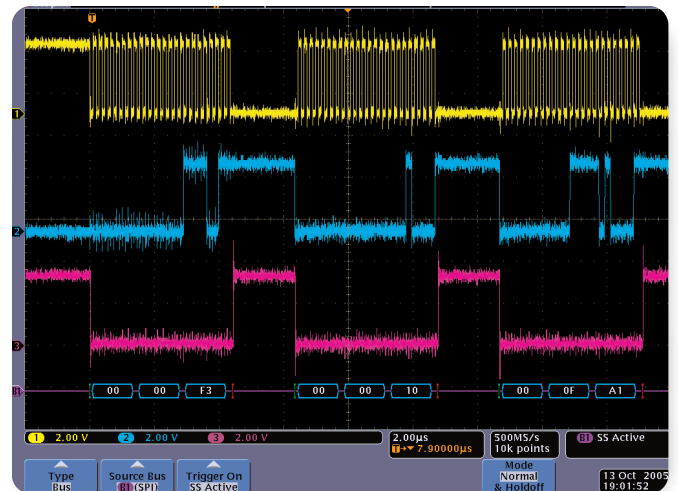 T
1
2
3
B1
00 00 F3 00 00 10 00 0F A1
1 2.00 V 2 2.00 V 3 2.00 V
2.00µs
T→▼ 7.90000µs
500MS/s
10k points
B1 SS Active
Type
Bus
Source Bus
B1 (SPI)
Trigger On
SS Active
Mode
Normal
& Holdoff
13 Oct 2005
19:01:52